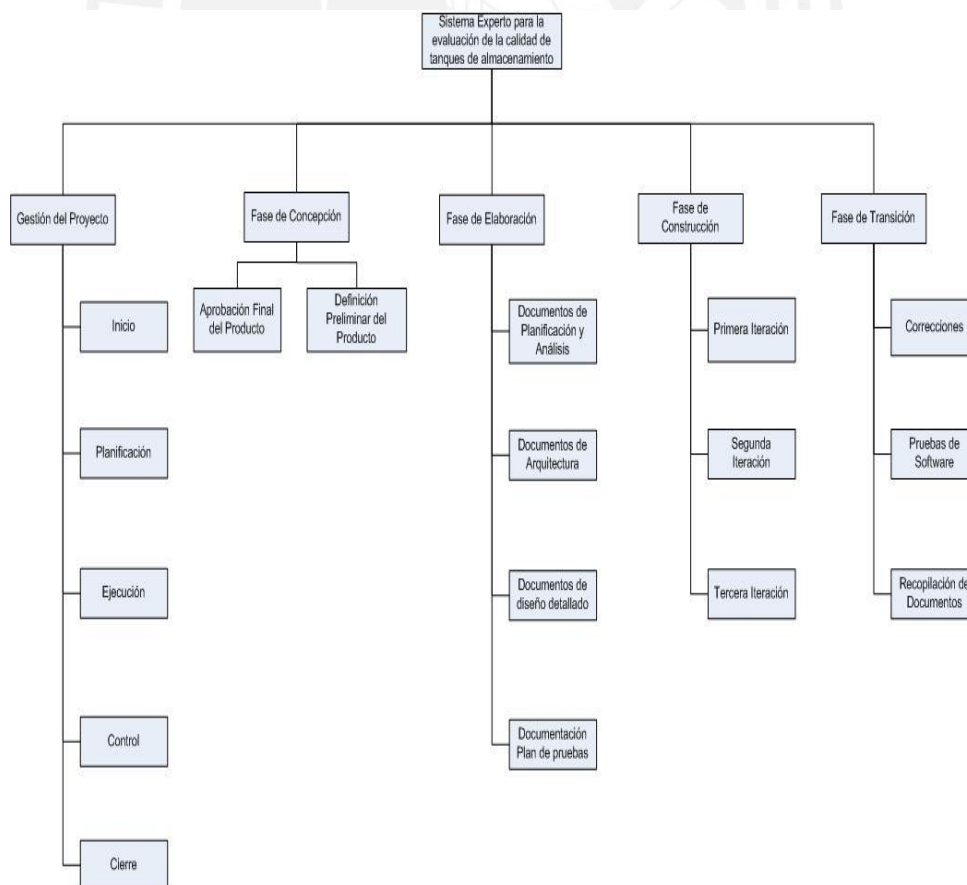 Sistema Experto para la
evaluación de la calidad de
tanques de almacenamiento
Gestión del Proyecto
Fase de Concepción
Fase de Elaboración
Fase de
Construcción
Fase de Transición
Inicio
Planificación
Ejecución
Control
Cierre
Aprobación Final
del Producto
Definición
Preliminar del
Producto
Documentos de
Planificación y
Análisis
Documentos de
Arquitectura
Documentos de
diseño detallado
Documentación
Plan de pruebas
Primera Iteración
Segunda
Iteración
Tercera Iteración
Correcciones
Pruebas de
Software
Recopilación de
Documentos